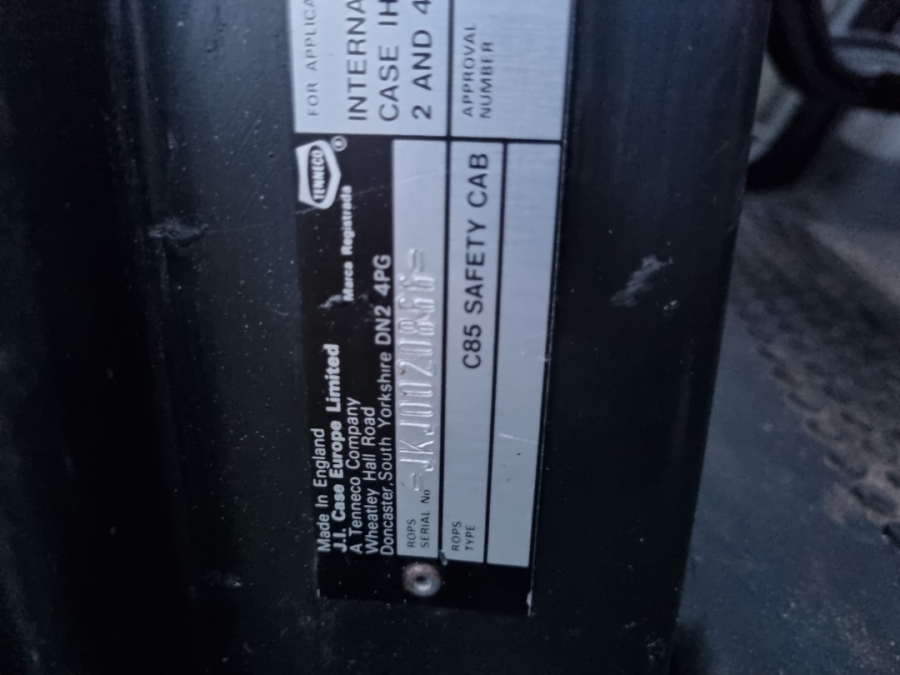 TENNECO
®
Marca Registrada
Made In England
J.I. Case Europe Limited
A Tenneco Company
Wheatley Hall Road
Doncaster, South Yorkshire DN2 4PG
ROPS
SERIAL No
=JKJ0020866=
ROPS
TYPE
C85 SAFETY CAB
FOR APPLICA
INTERNA
CASE IH
2 AND 4
APPROVAL
NUMBER